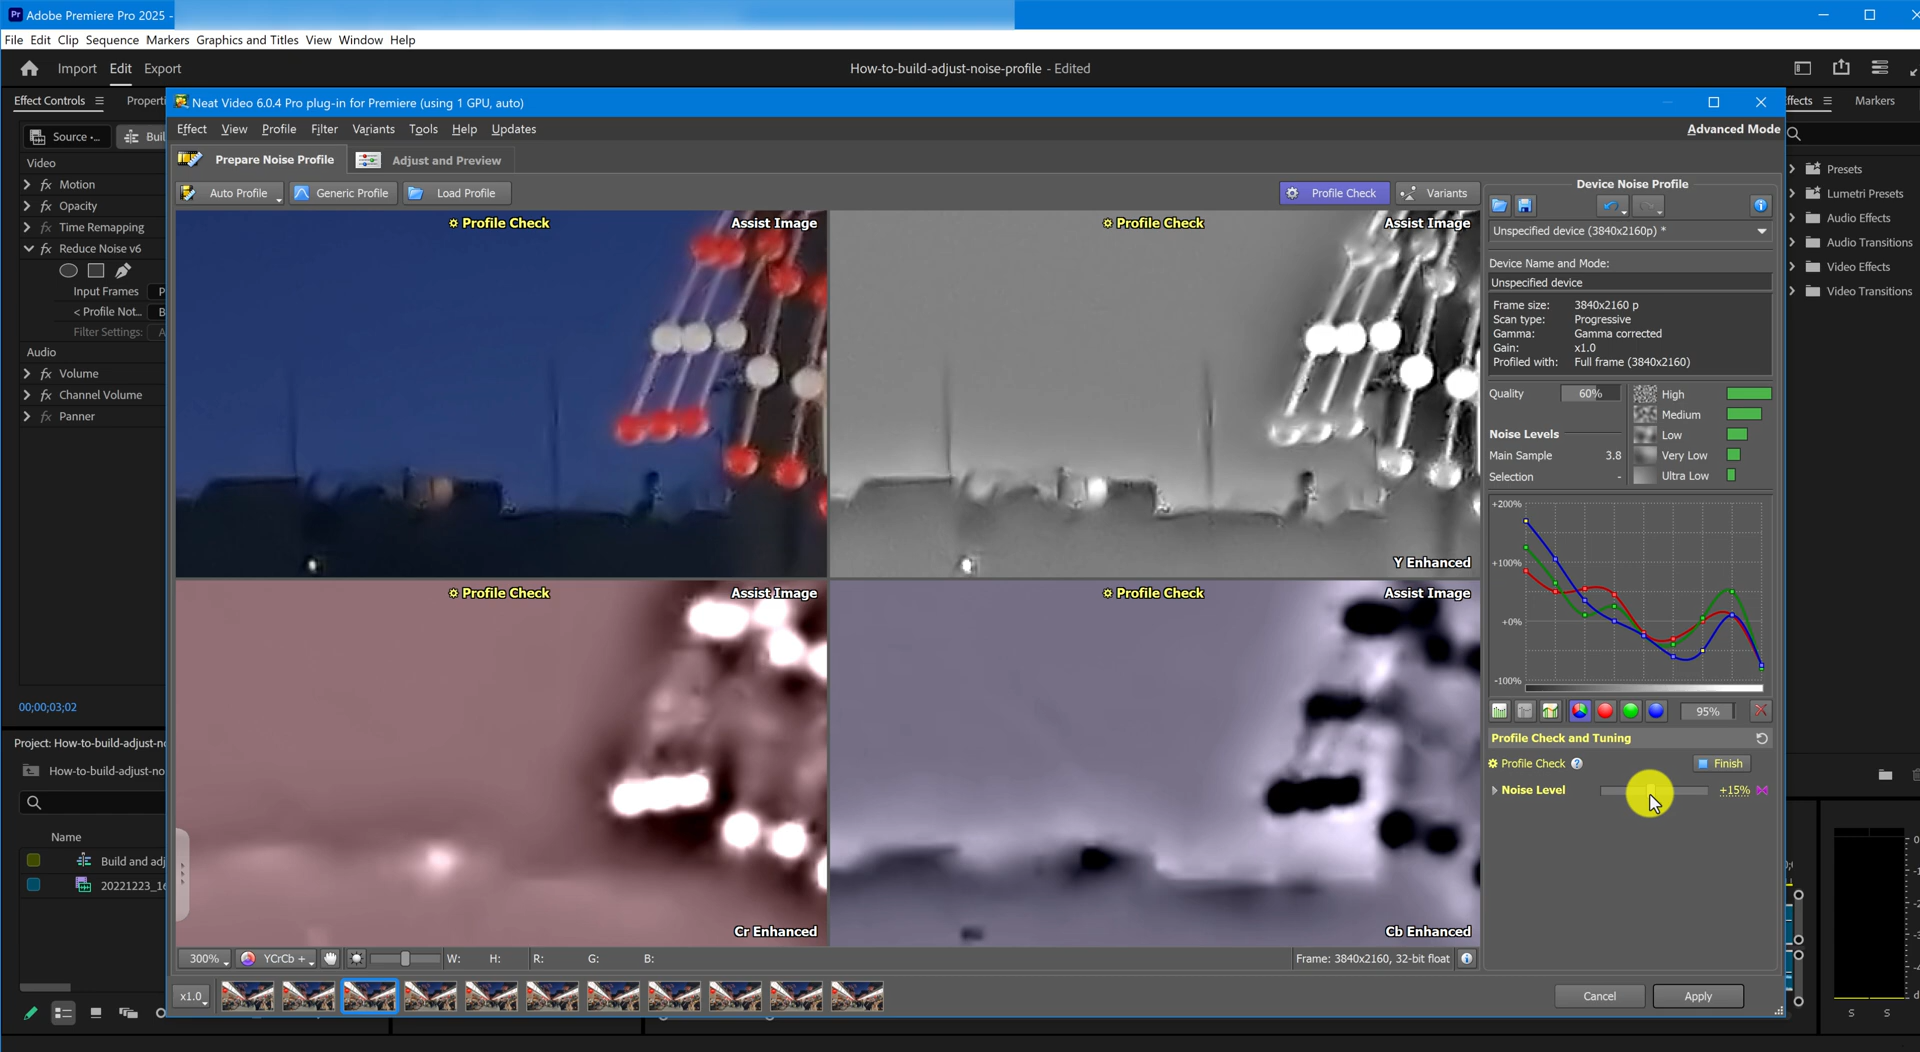 Adobe Premiere Pro 2025 -
File Edit Clip Sequence Markers Graphics and Titles View Window Help
Import Edit Export
How-to-build-adjust-noise-profile - Edited
Effect Controls
Video
fx Motion
fx Opacity
Time Remapping
fx Reduce Noise v6
Input Frames
< Profile Not...
Filter Settings:
Audio
fx Volume
fx Channel Volume
fx Panner
00;00;03;02
Project: How-to-build-adjust-no
How-to-build-adjust-no
Name
Build and adj
20221223_16
Neat Video 6.0.4 Pro plug-in for Premiere (using 1 GPU, auto)
Effect View Profile Filter Variants Tools Help Updates
Advanced Mode
Prepare Noise Profile
Adjust and Preview
Auto Profile
Generic Profile
Load Profile
Profile Check
Variants
Profile Check
Assist Image
Profile Check
Assist Image
Y Enhanced
Profile Check
Assist Image
Cr Enhanced
Profile Check
Assist Image
Cb Enhanced
300%
YCrCb +
W: H: R: G: B:
Frame: 3840x2160, 32-bit float
x1.0
Cancel
Apply
Device Noise Profile
Unspecified device (3840x2160p) *
Device Name and Mode:
Unspecified device
Frame size: 3840x2160 p
Scan type: Progressive
Gamma: Gamma corrected
Gain: x1.0
Profiled with: Full frame (3840x2160)
Quality 60%
Noise Levels
Main Sample 3.8
Selection -
High
Medium
Low
Very Low
Ultra Low
+200%
+100%
+0%
-100%
95%
Profile Check and Tuning
Profile Check
Finish
Noise Level +15%
Markers
Presets
Lumetri Presets
Audio Effects
Audio Transitions
Video Effects
Video Transitions
S S